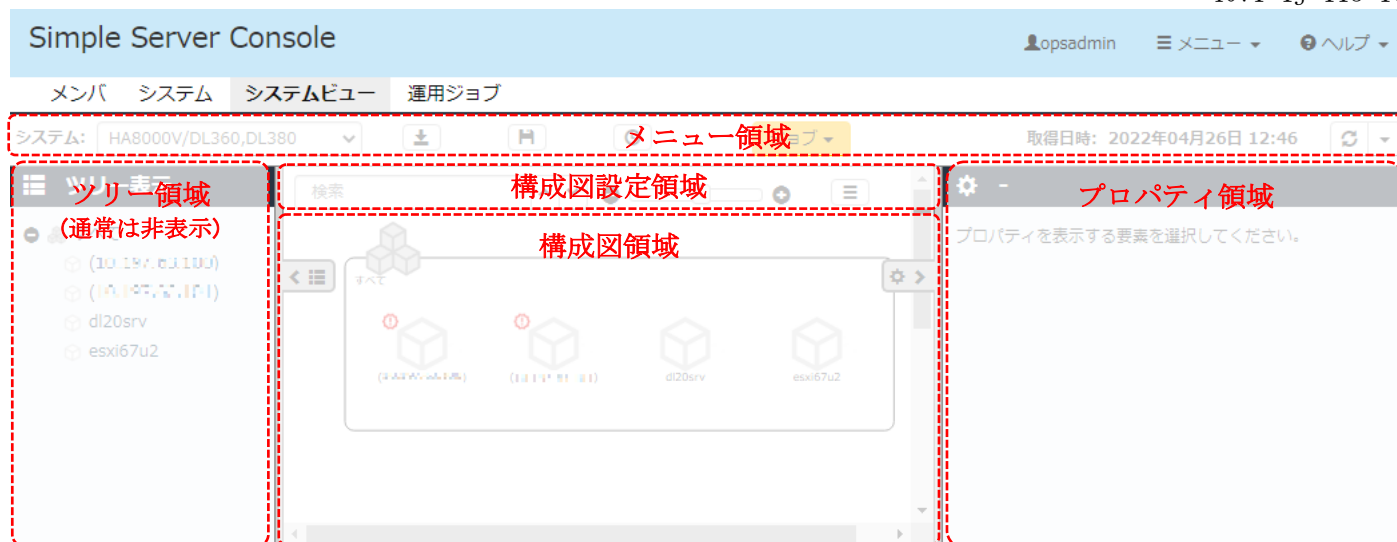 Simple Server Console
opsadmin メニュー ヘルプ
メンバ システム システムビュー 運用ジョブ
システム: HA8000V/DL360,DL380 メニュー領域 取得日時: 2022年04月26日 12:46
ツリー領域
(通常は非表示)
dl20srv
esxi67u2
検索 構成図設定領域
構成図領域
すべて
dl20srv esxi67u2
-
プロパティ領域
プロパティを表示する要素を選択してください。